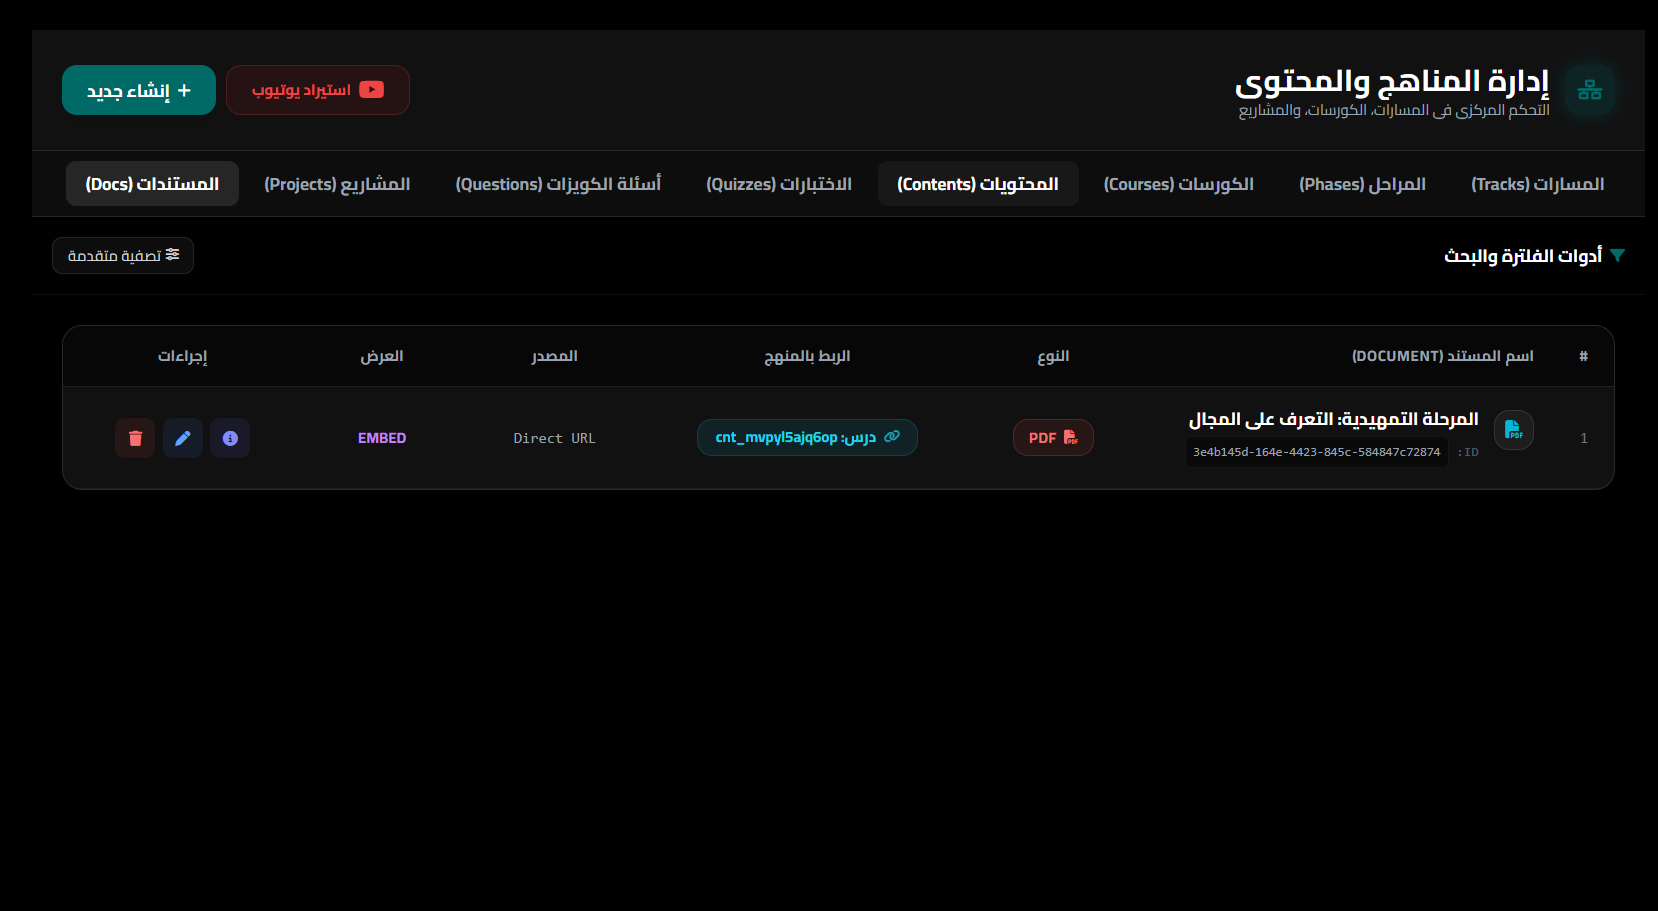 إدارة المناهج والمحتوى
التحكم المركزي في المسارات، الكورسات، والمشاريع
استيراد يوتيوب
+ إنشاء جديد
المسارات (Tracks)
المراحل (Phases)
الكورسات (Courses)
المحتويات (Contents)
الاختبارات (Quizzes)
أسئلة الكويزات (Questions)
المشاريع (Projects)
المستندات (Docs)
أدوات الفلترة والبحث
تصفية متقدمة
#
اسم المستند (DOCUMENT)
النوع
الربط بالمنهج
المصدر
العرض
إجراءات
1
المرحلة التمهيدية: التعرف على المجال
ID: 3e4b145d-164e-4423-845c-584847c72874
PDF
درس: cnt_mvpyl5ajq6op
Direct URL
EMBED